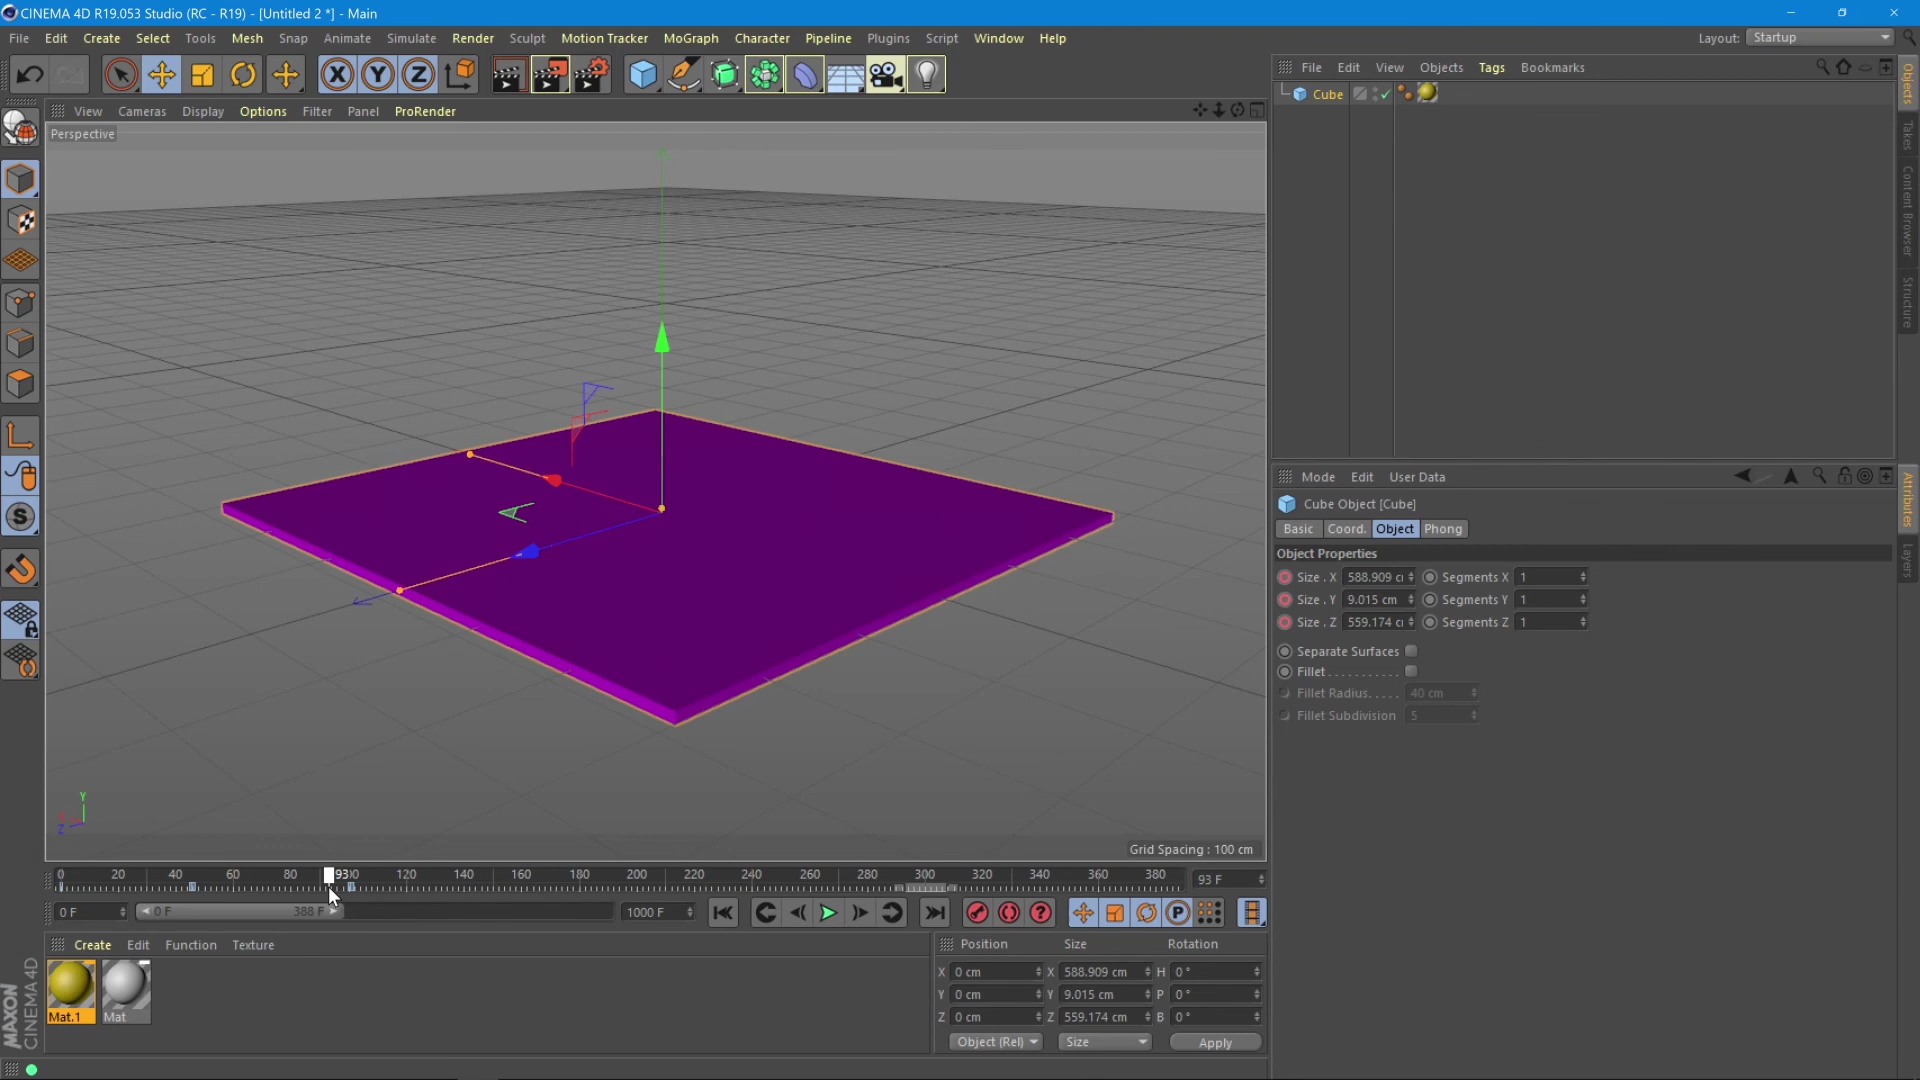 CINEMA 4D R19.053 Studio (RC - R19) - [Untitled 2 *] - Main
File Edit Create Select Tools Mesh Snap Animate Simulate Render Sculpt Motion Tracker MoGraph Character Pipeline Plugins Script Window Help
Layout: Startup
X Y Z
File Edit View Objects Tags Bookmarks
Cube
View Cameras Display Options Filter Panel ProRender
Perspective
Y
Z
Grid Spacing : 100 cm
Objects
Takes
Content Browser
Structure
Mode Edit User Data
Cube Object [Cube]
Basic Coord. Object Phong
Object Properties
Size . X 588.909 c Segments X 1
Size . Y 9.015 cm Segments Y 1
Size . Z 559.174 c Segments Z 1
Separate Surfaces
Fillet . . . . . . . . . . .
Fillet Radius. . . . . 40 cm
Fillet Subdivision 5
Attributes
Layers
0 20 40 60 80 93 120 140 160 180 200 220 240 260 280 300 320 340 360 380
93 F
0 F 0 F 388 F 1000 F
P
Create Edit Function Texture
Mat.1 Mat
Position Size Rotation
X 0 cm X 588.909 cm H 0 °
Y 0 cm Y 9.015 cm P 0 °
Z 0 cm Z 559.174 cm B 0 °
Object (Rel) Size Apply
MAXON
CINEMA 4D